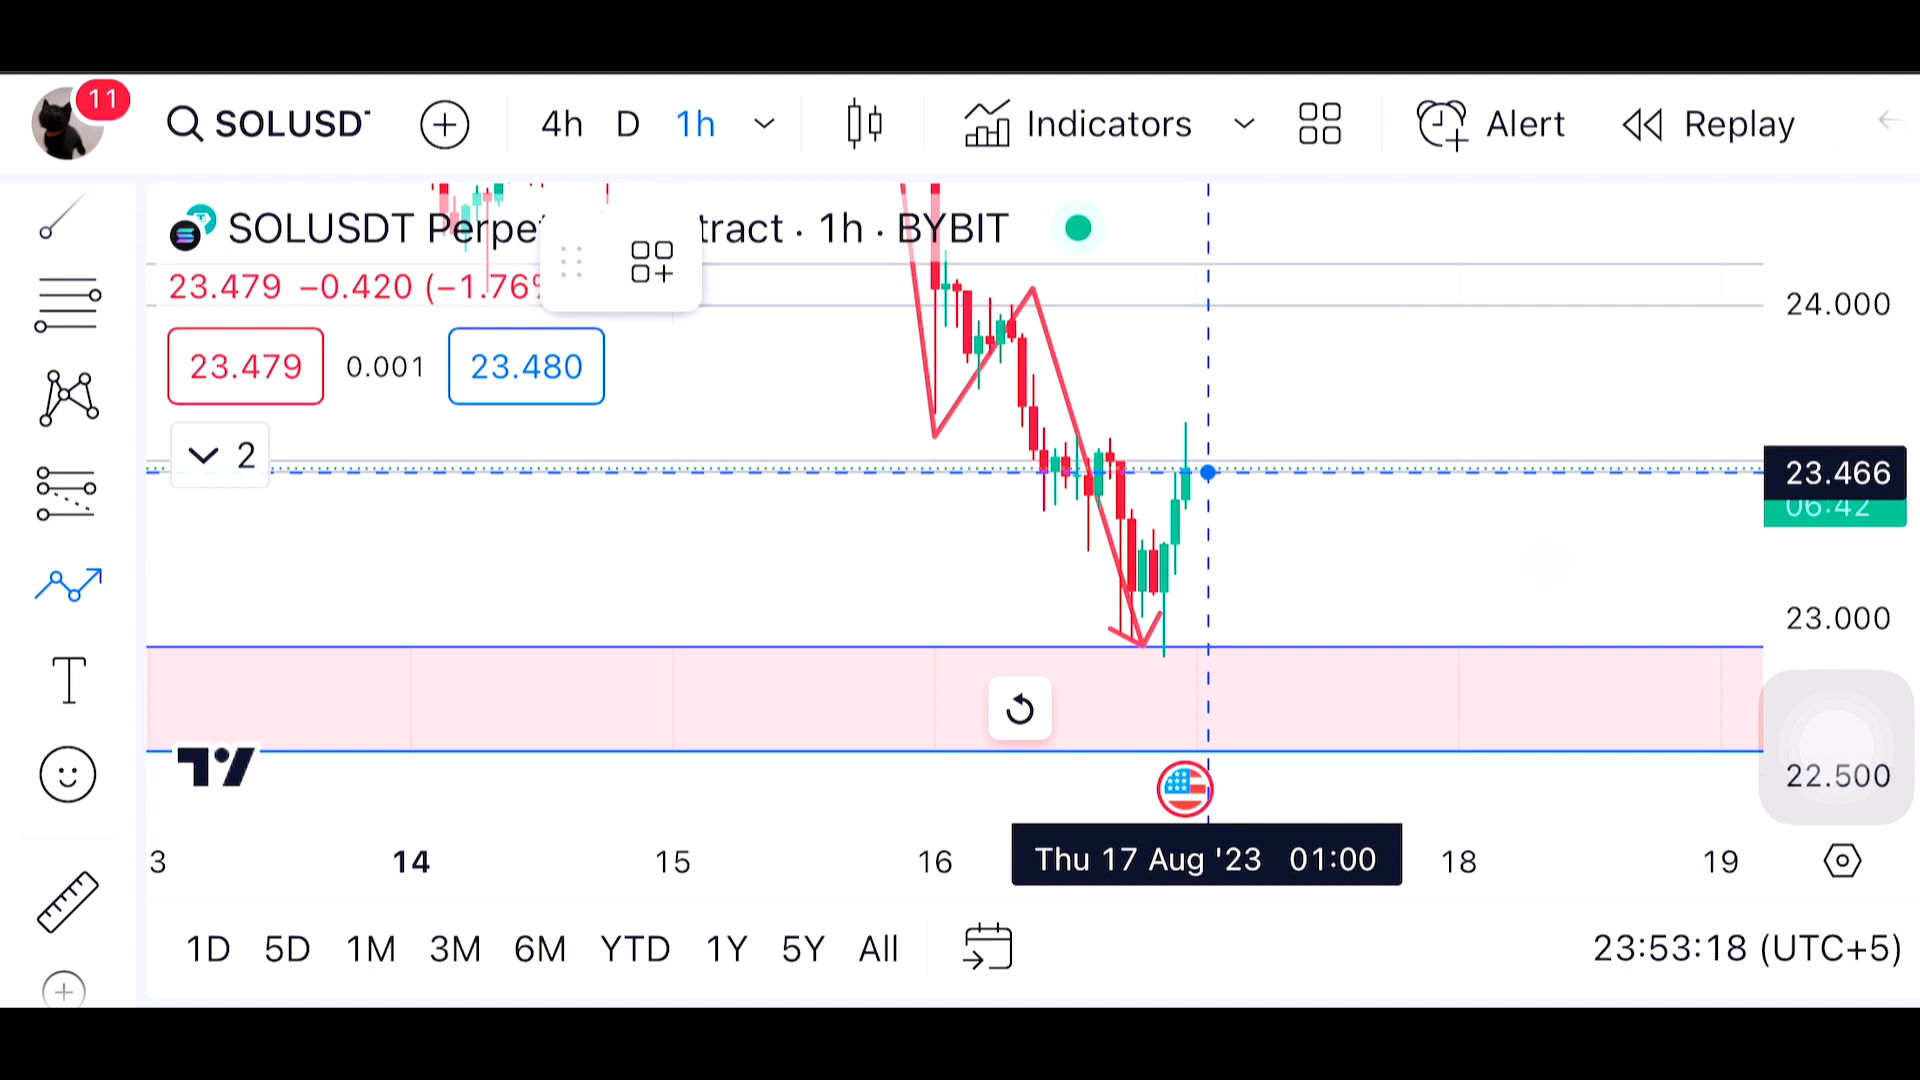 11
SOLUSD
4h D 1h
Indicators
Alert
Replay
SOLUSDT Perpe tract · 1h · BYBIT
23.479 −0.420 (−1.76
23.479 0.001 23.480
2
24.000
23.466
06:42
23.000
22.500
T
3 14 15 16 Thu 17 Aug '23 01:00 18 19
1D 5D 1M 3M 6M YTD 1Y 5Y All
23:53:18 (UTC+5)